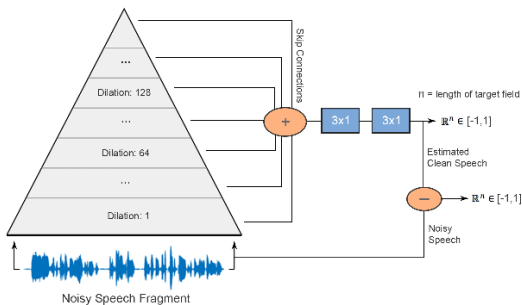 ...
Dilation: 128
...
Dilation: 64
...
Dilation: 1
Noisy Speech Fragment
Skip Connections
+
3x1
3x1
n = length of target field
ℝⁿ ∈ [-1,1]
Estimated
Clean Speech
−
ℝⁿ ∈ [-1,1]
Noisy
Speech